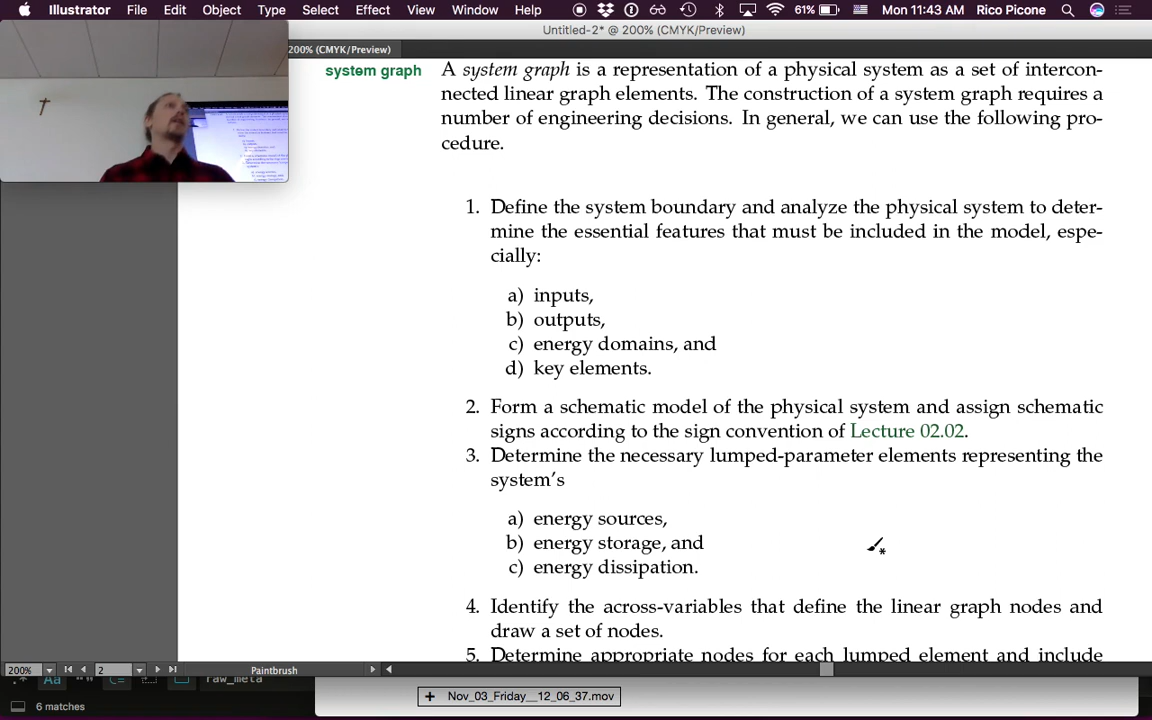 Illustrator File Edit Object Type Select Effect View Window Help 61% Mon 11:43 AM Rico Picone
Untitled-2* @ 200% (CMYK/Preview)
200% (CMYK/Preview)
system graph
A system graph is a representation of a physical system as a set of intercon-
nected linear graph elements. The construction of a system graph requires a
number of engineering decisions. In general, we can use the following pro-
cedure.
1. Define the system boundary and analyze the physical system to deter-
mine the essential features that must be included in the model, espe-
cially:
a) inputs,
b) outputs,
c) energy domains, and
d) key elements.
2. Form a schematic model of the physical system and assign schematic
signs according to the sign convention of Lecture 02.02.
3. Determine the necessary lumped-parameter elements representing the
system's
a) energy sources,
b) energy storage, and
c) energy dissipation.
4. Identify the across-variables that define the linear graph nodes and
draw a set of nodes.
5. Determine appropriate nodes for each lumped element and include
200% 2 Paintbrush
.* Aa "" raw_meta
+ Nov_03_Friday__12_06_37.mov
6 matches